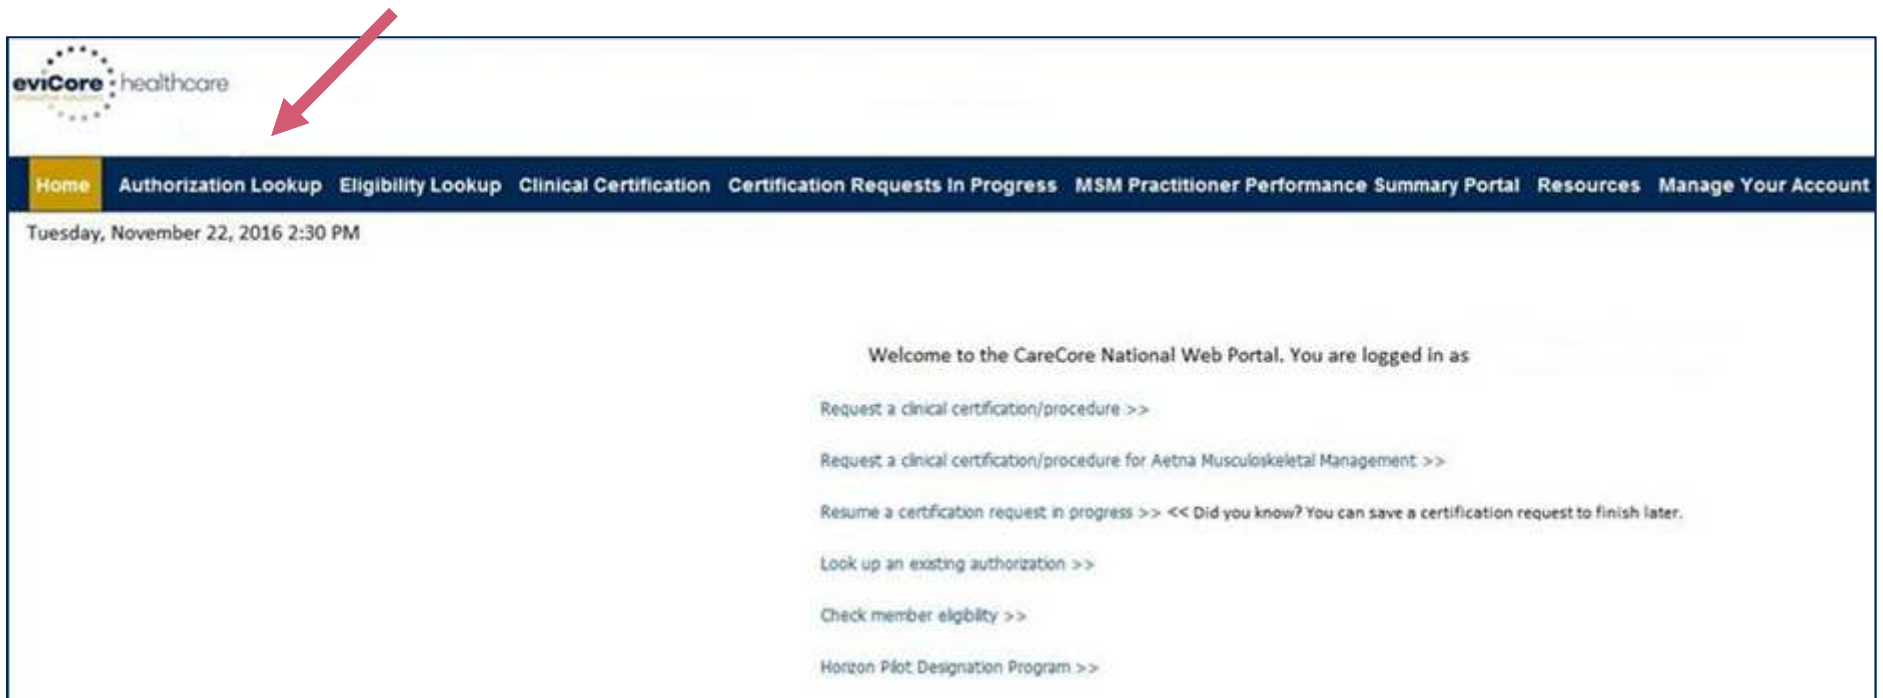 eviCore healthcare
Home Authorization Lookup Eligibility Lookup Clinical Certification Certification Requests In Progress MSM Practitioner Performance Summary Portal Resources Manage Your Account
Tuesday, November 22, 2016 2:30 PM
Welcome to the CareCore National Web Portal. You are logged in as
Request a clinical certification/procedure >>
Request a clinical certification/procedure for Aetna Musculoskeletal Management >>
Resume a certification request in progress >> << Did you know? You can save a certification request to finish later.
Look up an existing authorization >>
Check member eligibility >>
Horizon Pilot Designation Program >>